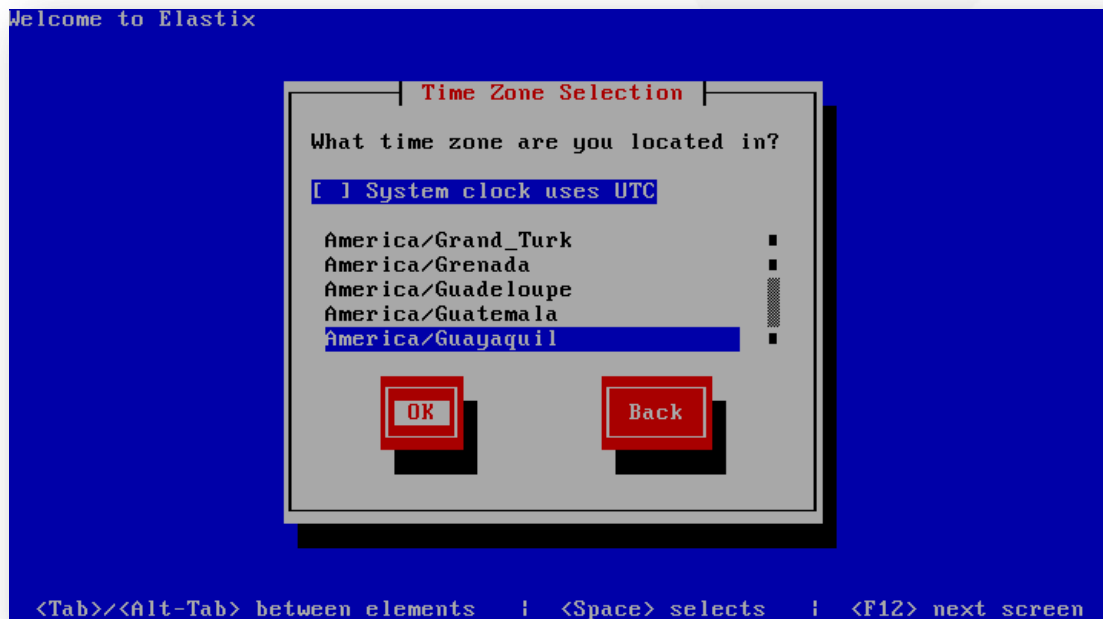 Welcome to Elastix
Time Zone Selection
What time zone are you located in?
[ ] System clock uses UTC
America/Grand_Turk
America/Grenada
America/Guadeloupe
America/Guatemala
America/Guayaquil
OK Back
<Tab>/<Alt-Tab> between elements | <Space> selects | <F12> next screen